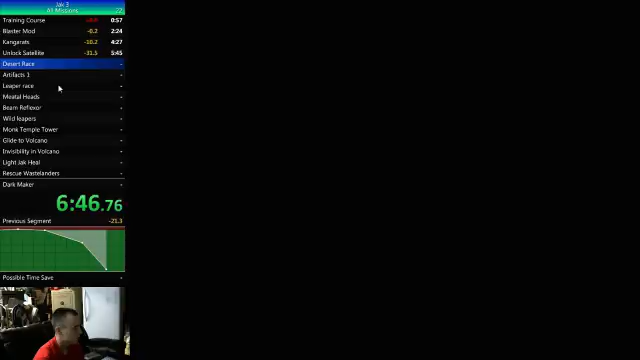 Jak 3
All Missions 22
Training Course 0:57
Blaster Mod -0.2 2:24
Kangarats -10.2 4:27
Unlock Satellite -31.5 5:45
Desert Race -
Artifacts 1 -
Leaper race -
Meatal Heads -
Beam Reflexor -
Wild leapers -
Monk Temple Tower -
Glide to Volcano -
Invisibility in Volcano -
Light Jak Heal -
Rescue Wastelanders -
Dark Maker -
6:46.76
Previous Segment -21.3
Possible Time Save -